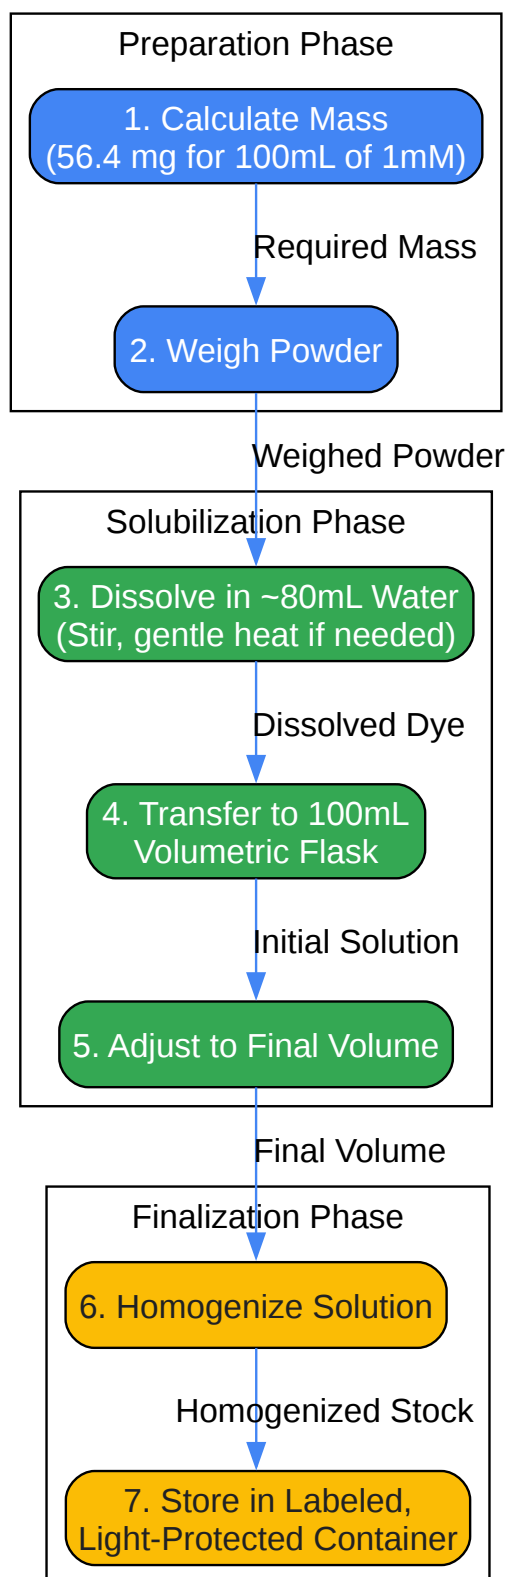 Preparation Phase
1. Calculate Mass
(56.4 mg for 100mL of 1mM)
Required Mass
2. Weigh Powder
Weighed Powder
Solubilization Phase
3. Dissolve in ~80mL Water
(Stir, gentle heat if needed)
Dissolved Dye
4. Transfer to 100mL
Volumetric Flask
Initial Solution
5. Adjust to Final Volume
Final Volume
Finalization Phase
6. Homogenize Solution
Homogenized Stock
7. Store in Labeled,
Light-Protected Container